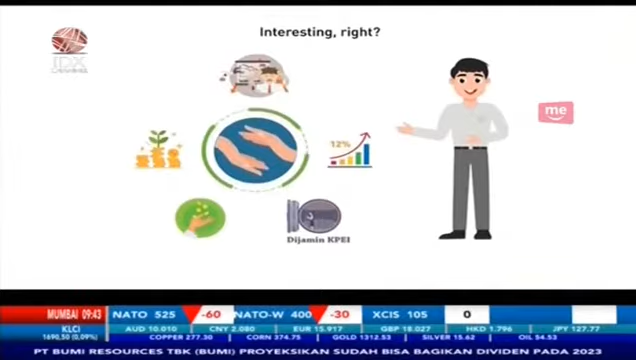 Interesting, right?
IDX
CHANNEL
me
12%
Dijamin KPEI
MUMBAI 09:43
NATO 525 -60 NATO-W 400 -30 XCIS 105 0
KLCI
1690,50 (0,09%)
AUD 10.010 CNY 2.080 EUR 15.917 GBP 18.027 HKD 1.796 JPY 127.77
COPPER 277.30 CORN 374.75 GOLD 1312.53 SILVER 15.62 OIL 54.53
PT BUMI RESOURCES TBK (BUMI) PROYEKSIKAN SUDAH BISA BAGIKAN DIVIDEN PADA 2023